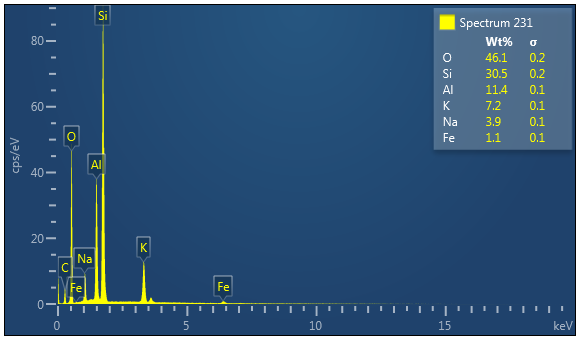 Spectrum 231
Wt% σ
O 46.1 0.2
Si 30.5 0.2
Al 11.4 0.1
K 7.2 0.1
Na 3.9 0.1
Fe 1.1 0.1
cps/eV
80
60
40
20
0
Si
O
Al
K
Na
C
Fe
Fe
0 5 10 15 keV